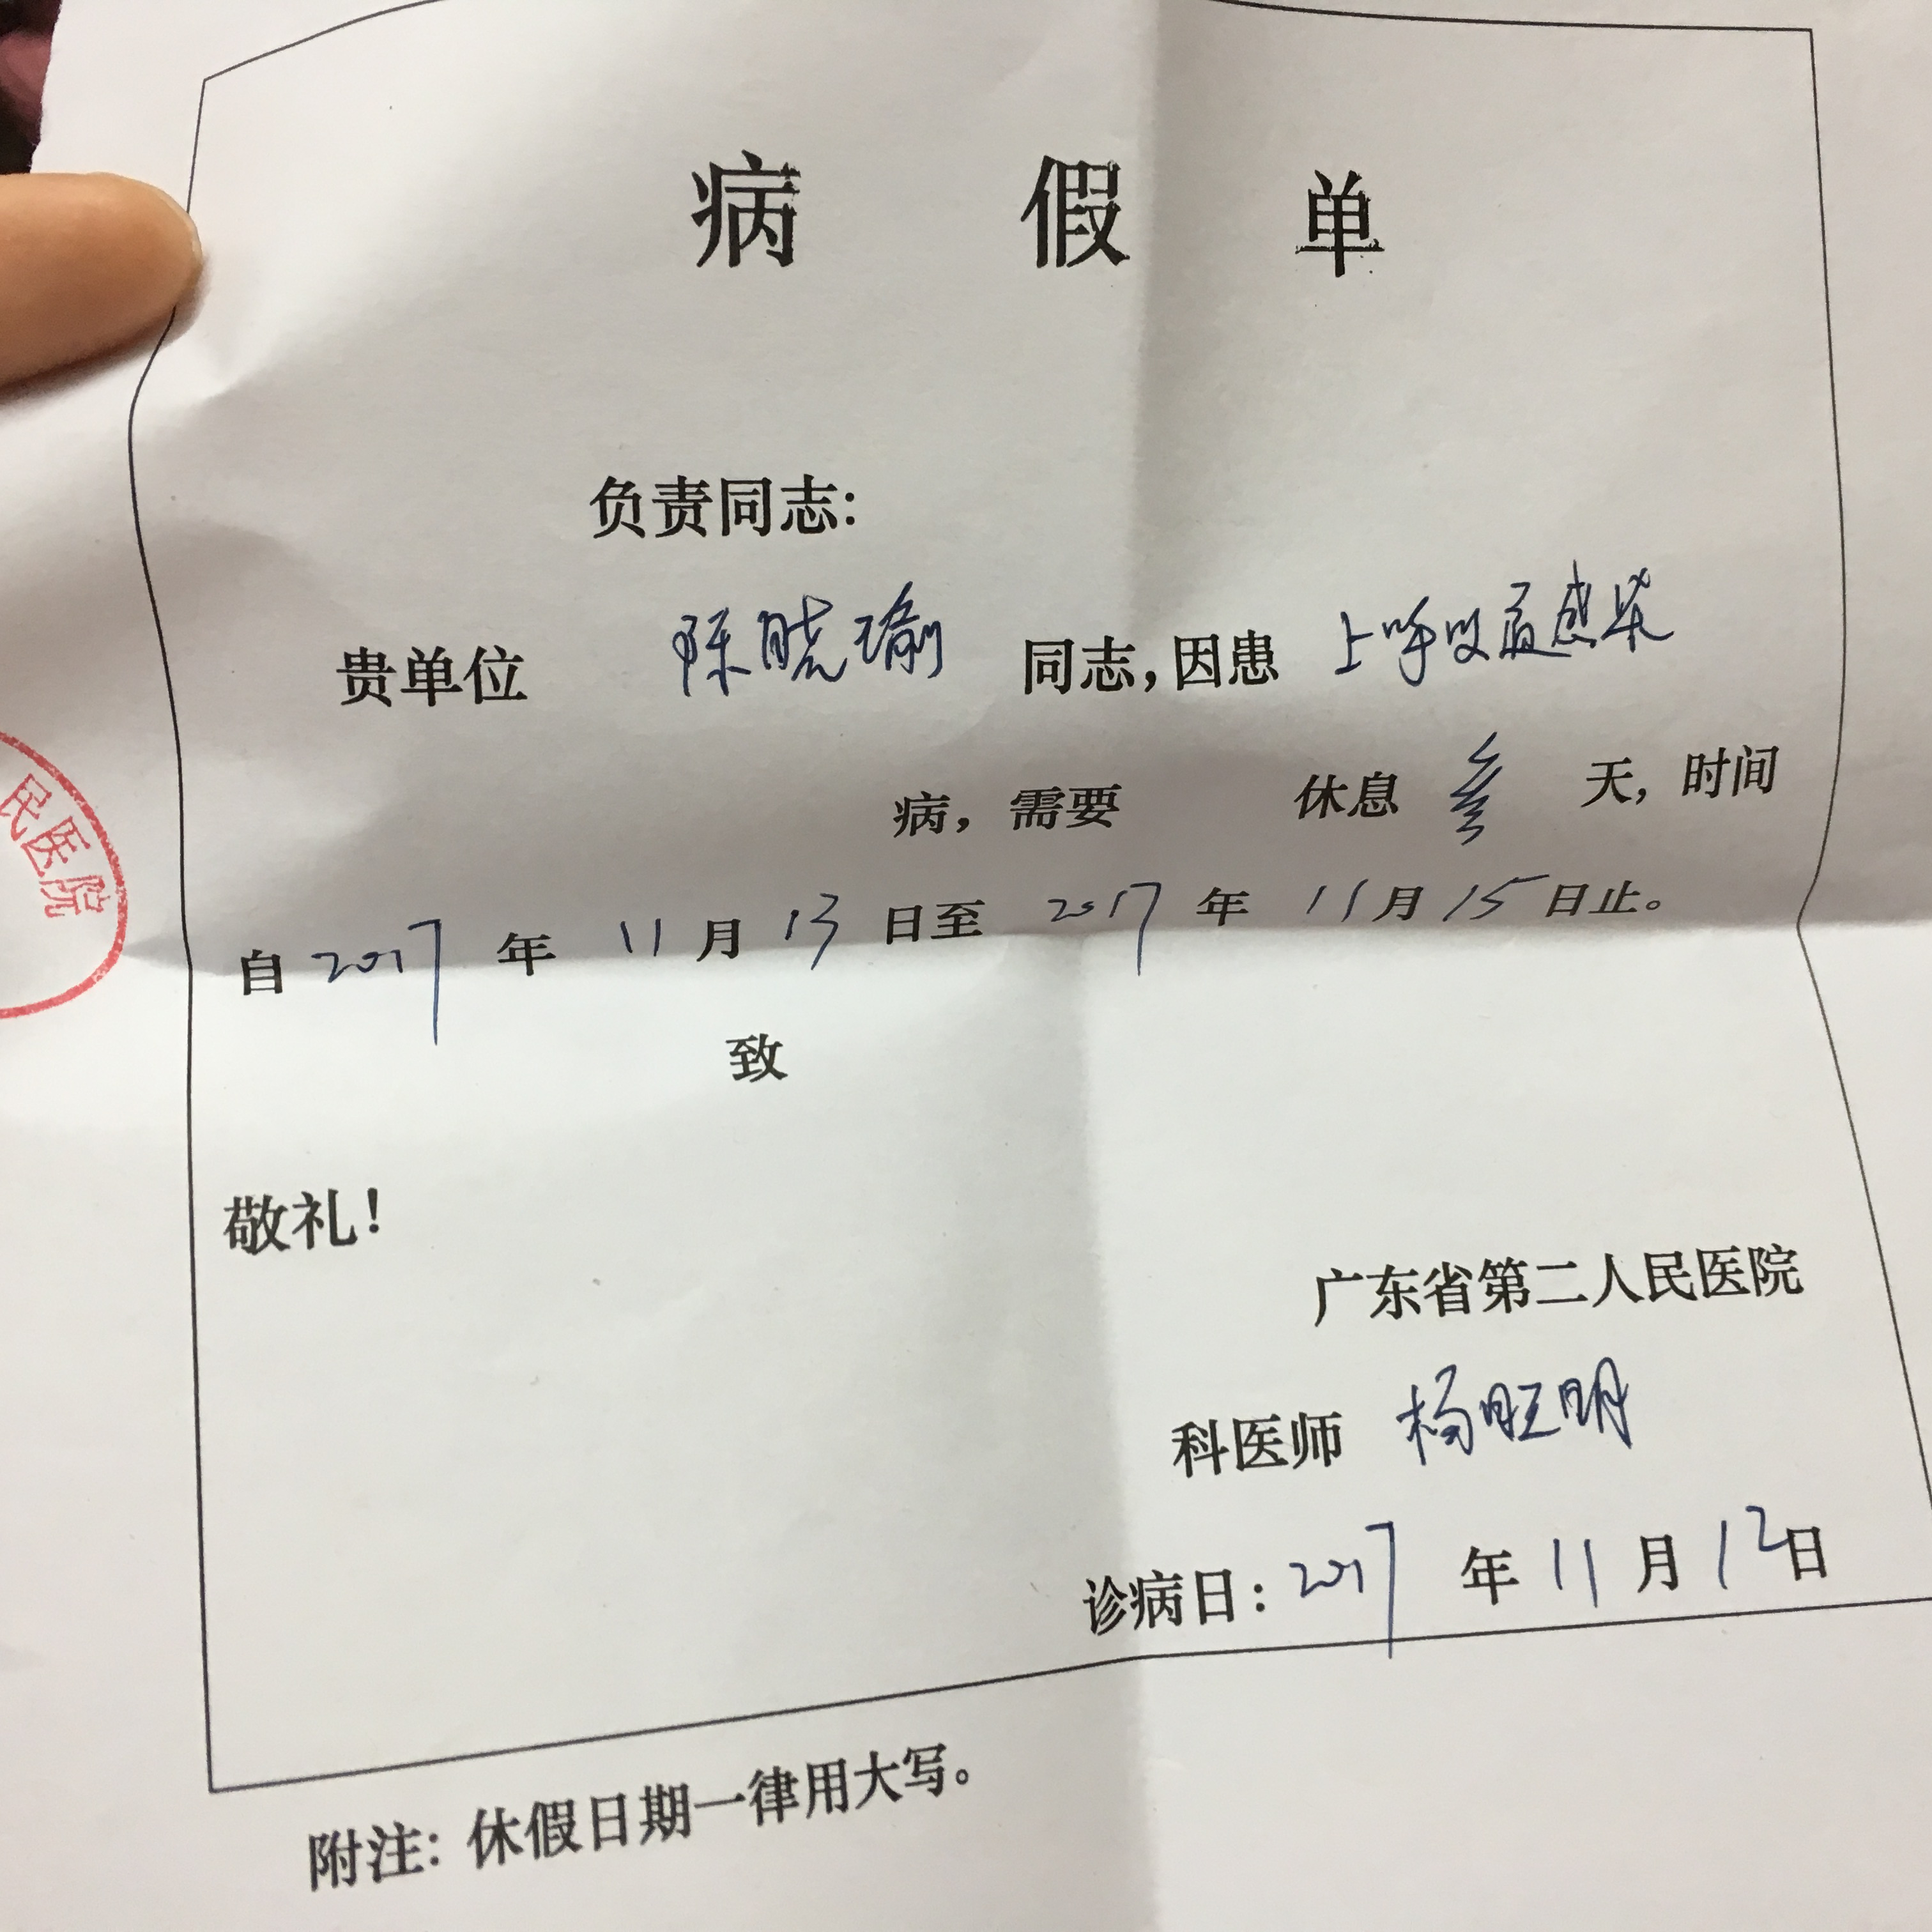 病假单
负责同志:
贵单位 陈晓瑜 同志,因患 上呼吸道感染
病,需要 休息 叁 天,时间
自 2017 年 11 月 13 日至 2017 年 11 月 15 日止。
致
敬礼!
广东省第二人民医院
科医师 杨旺明
诊病日: 2017 年 11 月 12 日
附注: 休假日期一律用大写。
民医院